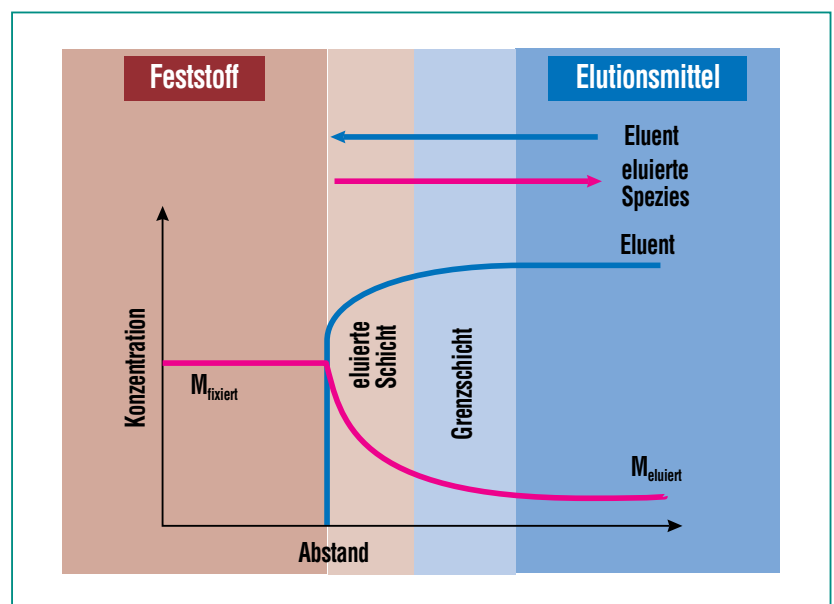 Feststoff
Elutionsmittel
Eluent
eluierte
Spezies
Eluent
Konzentration
eluierte
Schicht
Grenzschicht
Mfixiert
Meluiert
Abstand